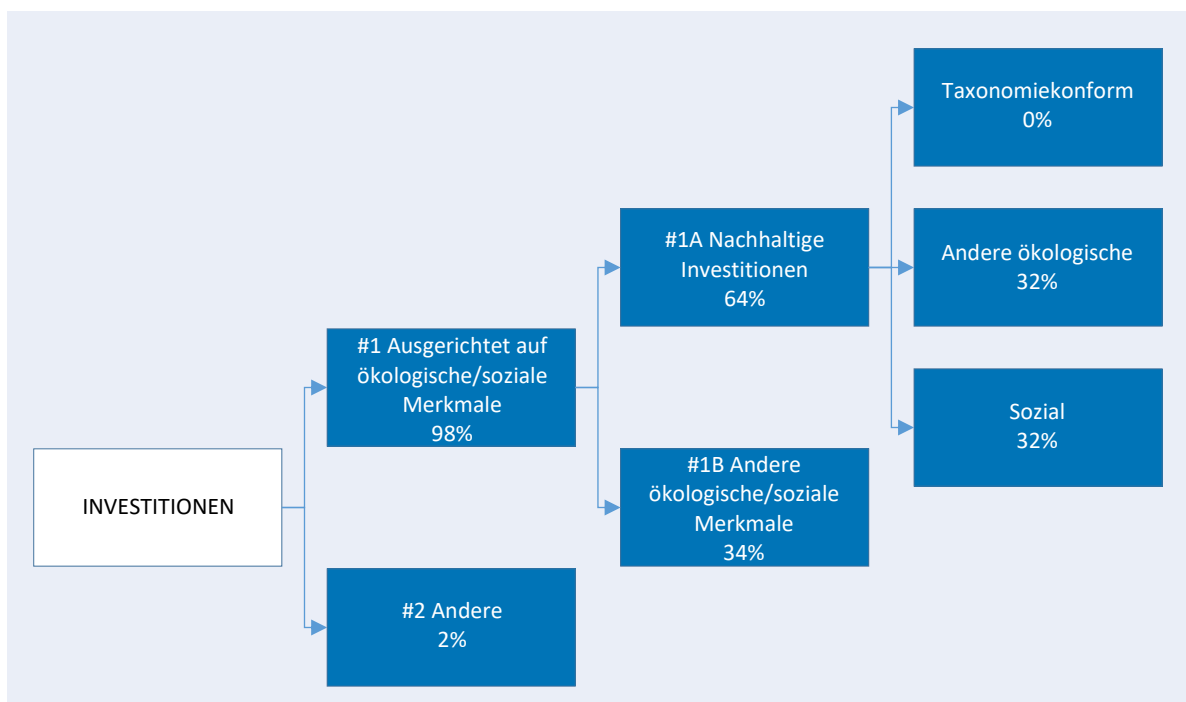 INVESTITIONEN
#1 Ausgerichtet auf
ökologische/soziale
Merkmale
98%
#2 Andere
2%
#1A Nachhaltige
Investitionen
64%
#1B Andere
ökologische/soziale
Merkmale
34%
Taxonomiekonform
0%
Andere ökologische
32%
Sozial
32%